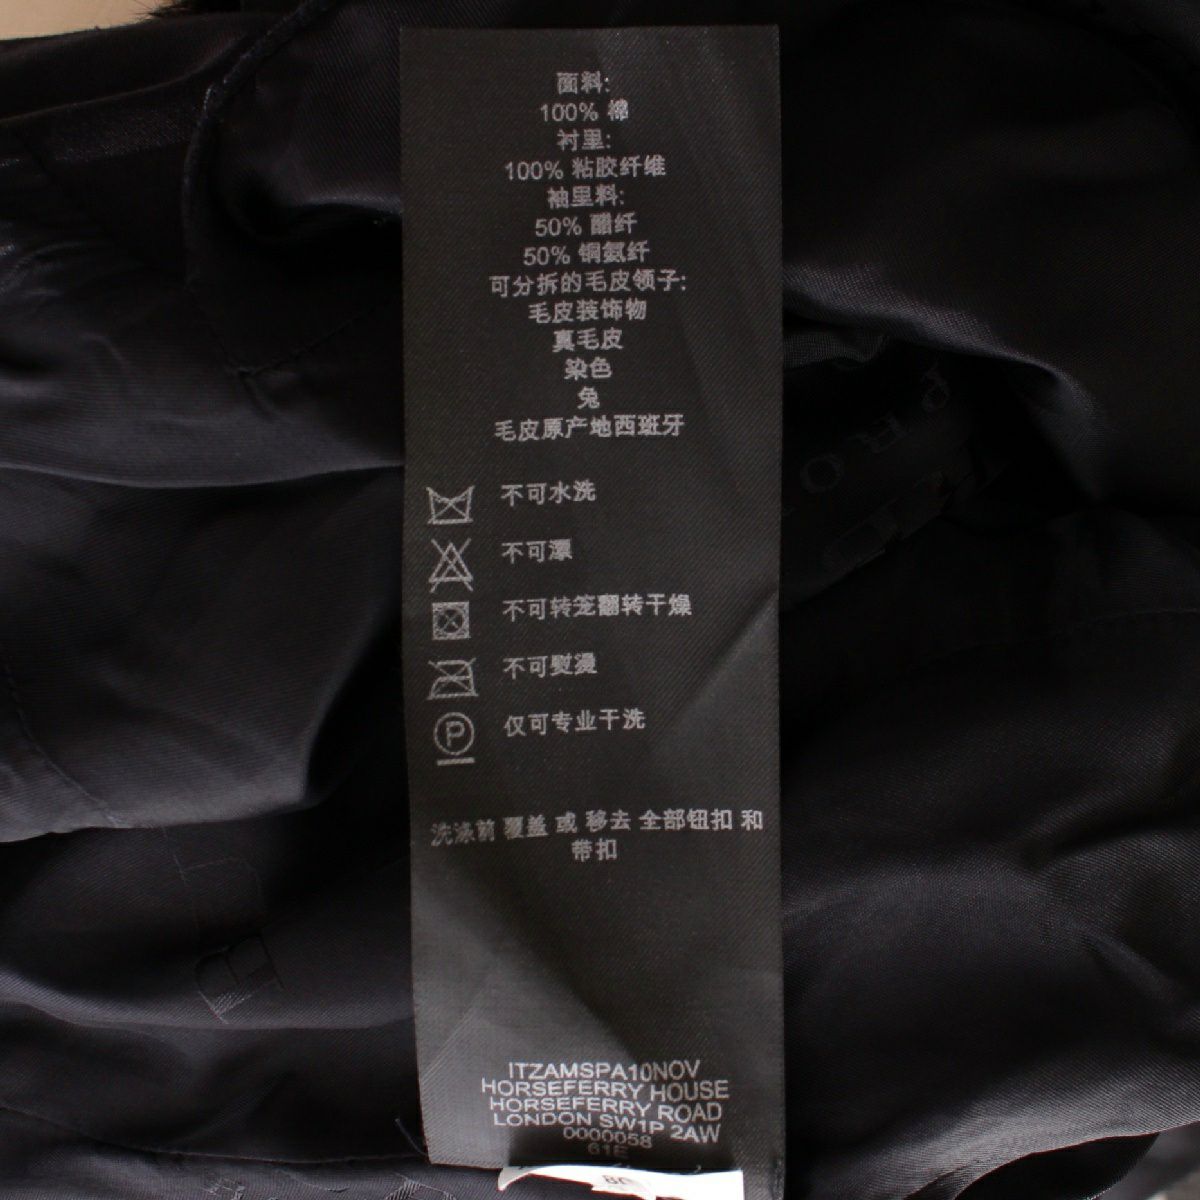 面料:
100% 棉
衬里:
100% 粘胶纤维
袖里料:
50% 醋纤
50% 铜氨纤
可分拆的毛皮领子:
毛皮装饰物
真毛皮
染色
兔
毛皮原产地西班牙
不可水洗
不可漂
不可转笼翻转干燥
不可熨烫
P 仅可专业干洗
洗涤前 覆盖 或 移去 全部钮扣 和
带扣
ITZAMSPA10NOV
HORSEFERRY HOUSE
HORSEFERRY ROAD
LONDON SW1P 2AW
0000058
61E